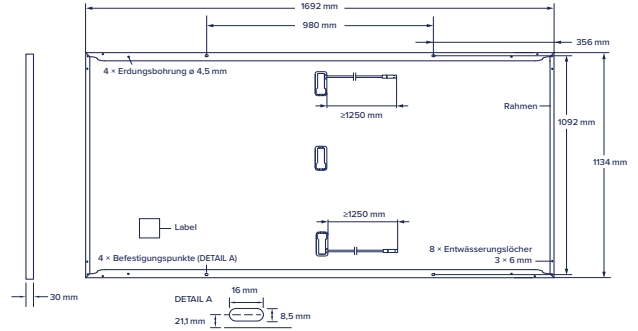 1692 mm
980 mm
356 mm
4 × Erdungsbohrung ø 4,5 mm
≥1250 mm
Rahmen
1092 mm
1134 mm
≥1250 mm
Label
8 × Entwässerungslöcher
3 × 6 mm
4 × Befestigungspunkte (DETAIL A)
30 mm
DETAIL A
16 mm
21,1 mm
8,5 mm